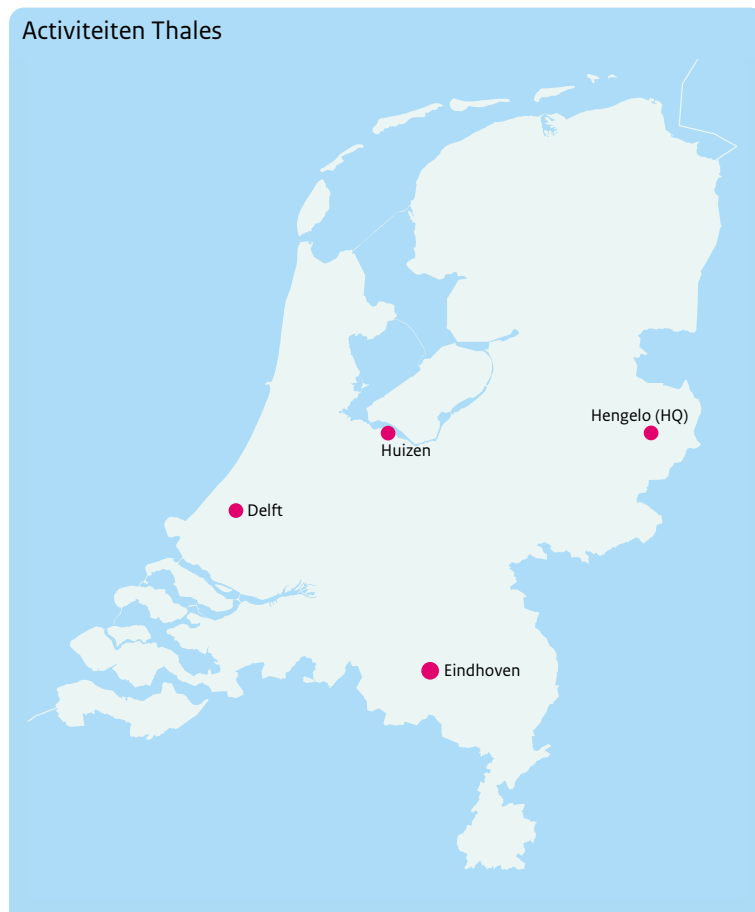 Activiteiten Thales
Hengelo (HQ)
Huizen
Delft
Eindhoven